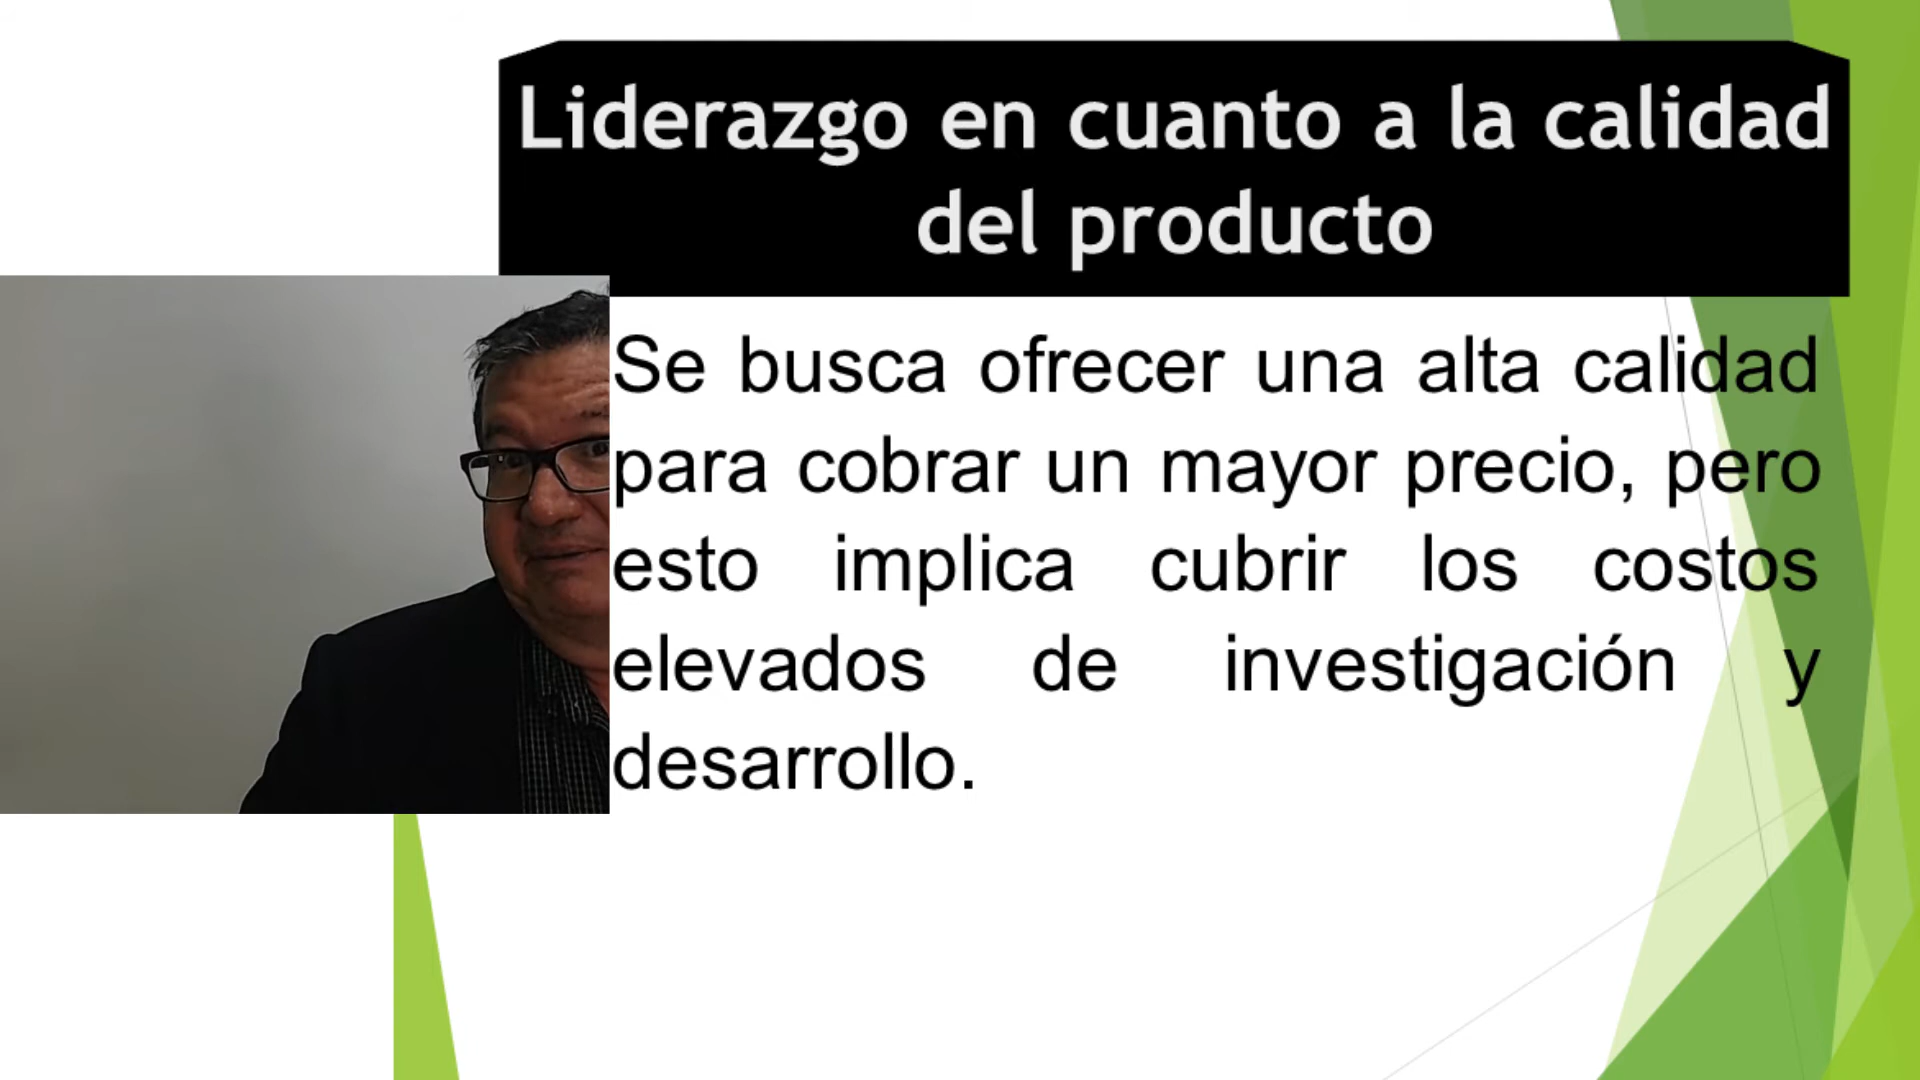 Liderazgo en cuanto a la calidad
del producto
Se busca ofrecer una alta calidad
para cobrar un mayor precio, pero
esto implica cubrir los costos
elevados de investigación y
desarrollo.